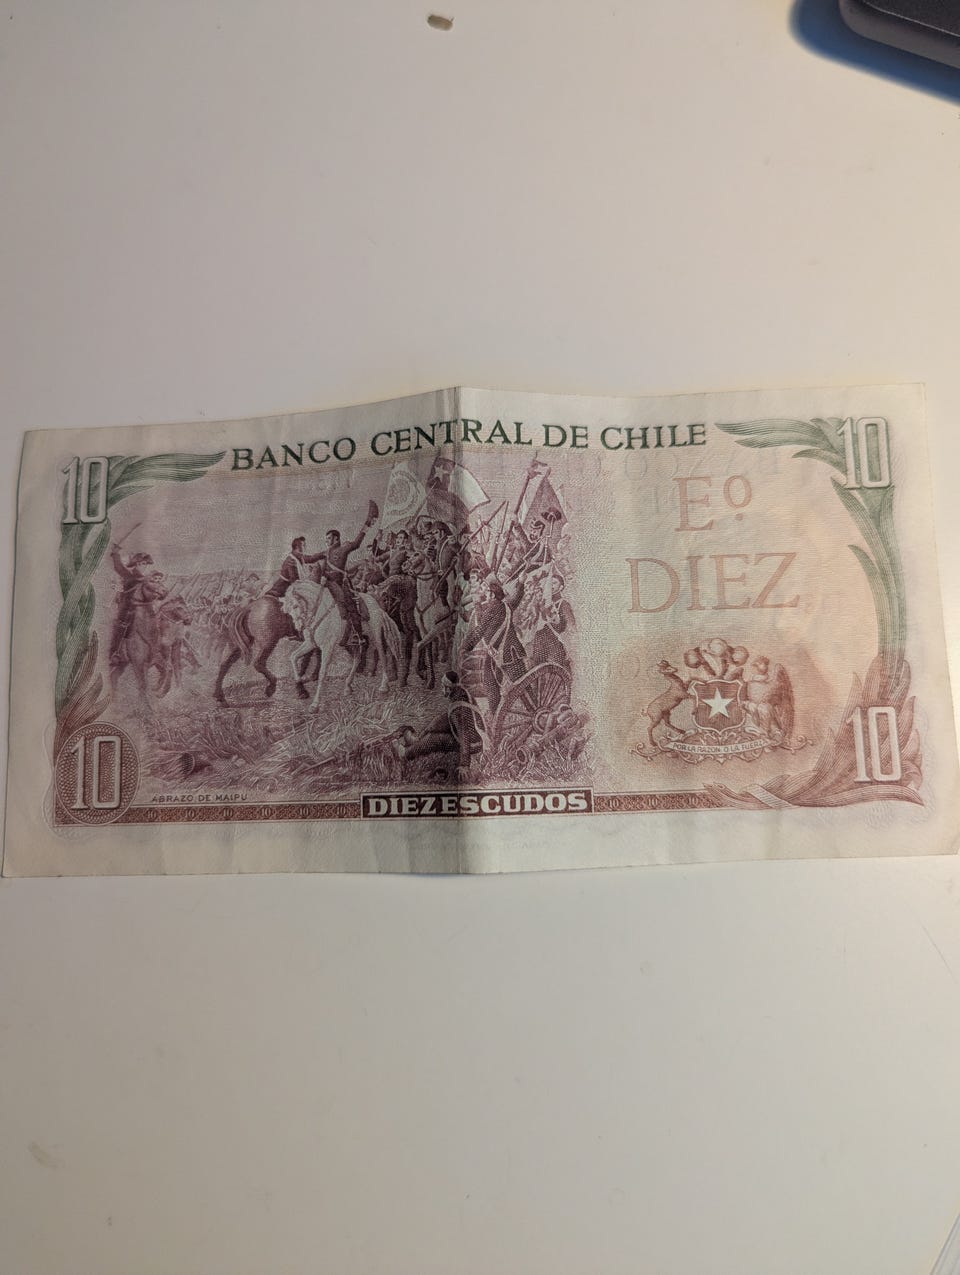 BANCO CENTRAL DE CHILE
10
10
Eº
DIEZ
POR LA RAZON O LA FUERZA
10
10
ABRAZO DE MAIPU
DIEZ ESCUDOS